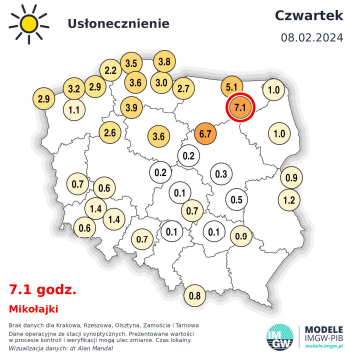 Usłonecznienie
Czwartek
08.02.2024
3.5
3.8
2.2
3.2
2.9
3.6
3.0
2.7
5.1
1.0
2.9
1.1
3.9
7.1
2.6
3.6
6.7
1.0
0.2
0.2
0.3
0.9
0.7
0.6
0.1
0.5
1.2
1.4
0.7
1.4
0.6
0.7
0.1
0.1
0.9
0.8
7.1 godz.
Mikołajki
Brak danych dla Krakowa, Rzeszowa, Olsztyna, Zamościa i Tarnowa
Dane operacyjne ze stacji synoptycznych. Prezentowane wartości
w procesie kontroli i weryfikacji mogą ulec zmianie. Czas lokalny.
Wizualizacja danych: dr Alan Mandal
IM
GW
MODELE
IMGW-PIB
modele.imgw.pl